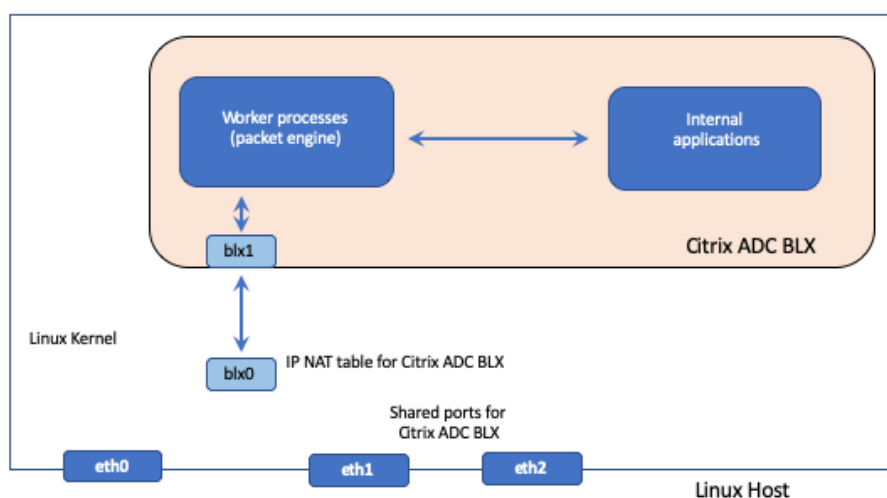 Worker processes
(packet engine)
Internal
applications
blx1
Citrix ADC BLX
Linux Kernel
blx0
IP NAT table for Citrix ADC BLX
Shared ports for
Citrix ADC BLX
eth0
eth1
eth2
Linux Host